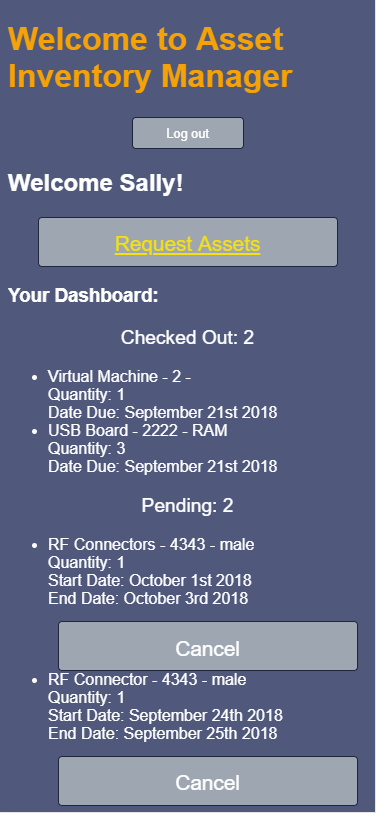 Welcome to Asset
Inventory Manager
Log out
Welcome Sally!
Request Assets
Your Dashboard:
Checked Out: 2
• Virtual Machine - 2 -
Quantity: 1
Date Due: September 21st 2018
• USB Board - 2222 - RAM
Quantity: 3
Date Due: September 21st 2018
Pending: 2
• RF Connectors - 4343 - male
Quantity: 1
Start Date: October 1st 2018
End Date: October 3rd 2018
Cancel
• RF Connector - 4343 - male
Quantity: 1
Start Date: September 24th 2018
End Date: September 25th 2018
Cancel